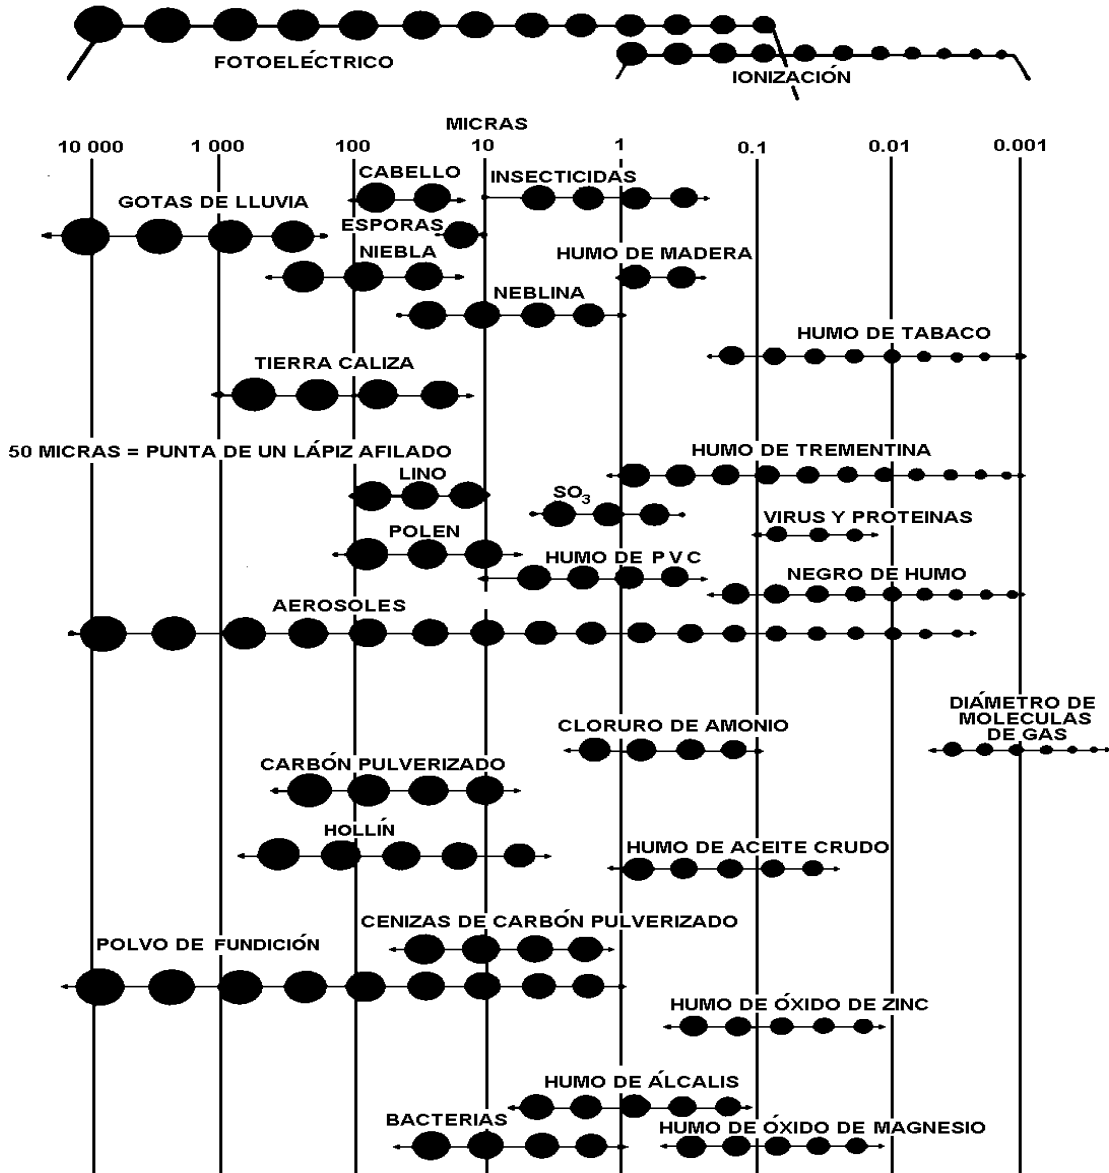 FOTOELÉCTRICO
IONIZACIÓN
MICRAS
10 000 1 000 100 10 1 0.1 0.01 0.001
CABELLO
INSECTICIDAS
GOTAS DE LLUVIA
ESPORAS
NIEBLA
HUMO DE MADERA
NEBLINA
HUMO DE TABACO
TIERRA CALIZA
50 MICRAS = PUNTA DE UN LÁPIZ AFILADO
HUMO DE TREMENTINA
LINO
SO3
VIRUS Y PROTEINAS
POLEN
HUMO DE PVC
NEGRO DE HUMO
AEROSOLES
DIÁMETRO DE
MOLECULAS
DE GAS
CLORURO DE AMONIO
CARBÓN PULVERIZADO
HOLLÍN
HUMO DE ACEITE CRUDO
CENIZAS DE CARBÓN PULVERIZADO
POLVO DE FUNDICIÓN
HUMO DE ÓXIDO DE ZINC
HUMO DE ÁLCALIS
BACTERIAS
HUMO DE ÓXIDO DE MAGNESIO